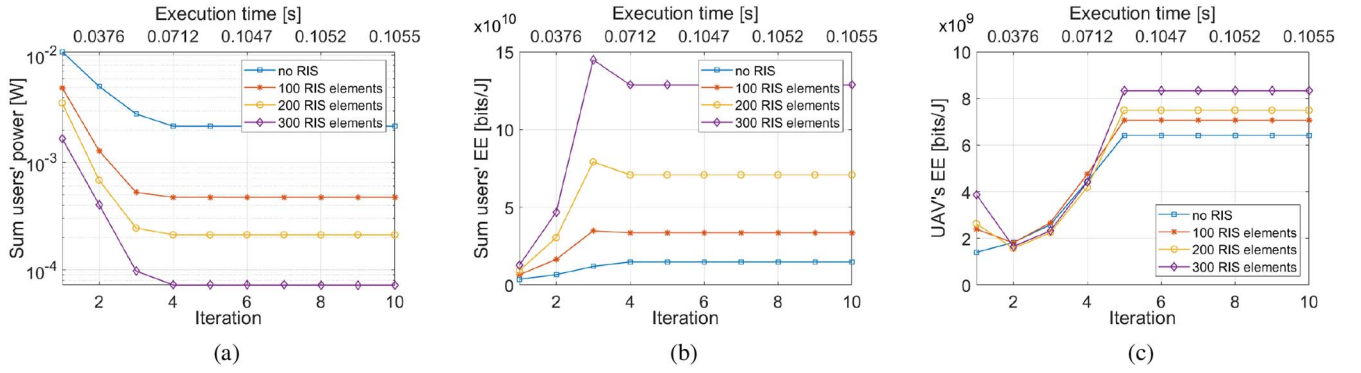 Execution time [s]
0.0376 0.0712 0.1047 0.1052 0.1055
10^-2
10^-3
10^-4
Sum users' power [W]
no RIS
100 RIS elements
200 RIS elements
300 RIS elements
2 4 6 8 10
Iteration
(a)
Execution time [s]
×10^10
0.0376 0.0712 0.1047 0.1052 0.1055
15
10
5
0
Sum users' EE [bits/J]
no RIS
100 RIS elements
200 RIS elements
300 RIS elements
2 4 6 8 10
Iteration
(b)
Execution time [s]
×10^9
0.0376 0.0712 0.1047 0.1052 0.1055
10
8
6
4
2
0
UAV's EE [bits/J]
no RIS
100 RIS elements
200 RIS elements
300 RIS elements
2 4 6 8 10
Iteration
(c)